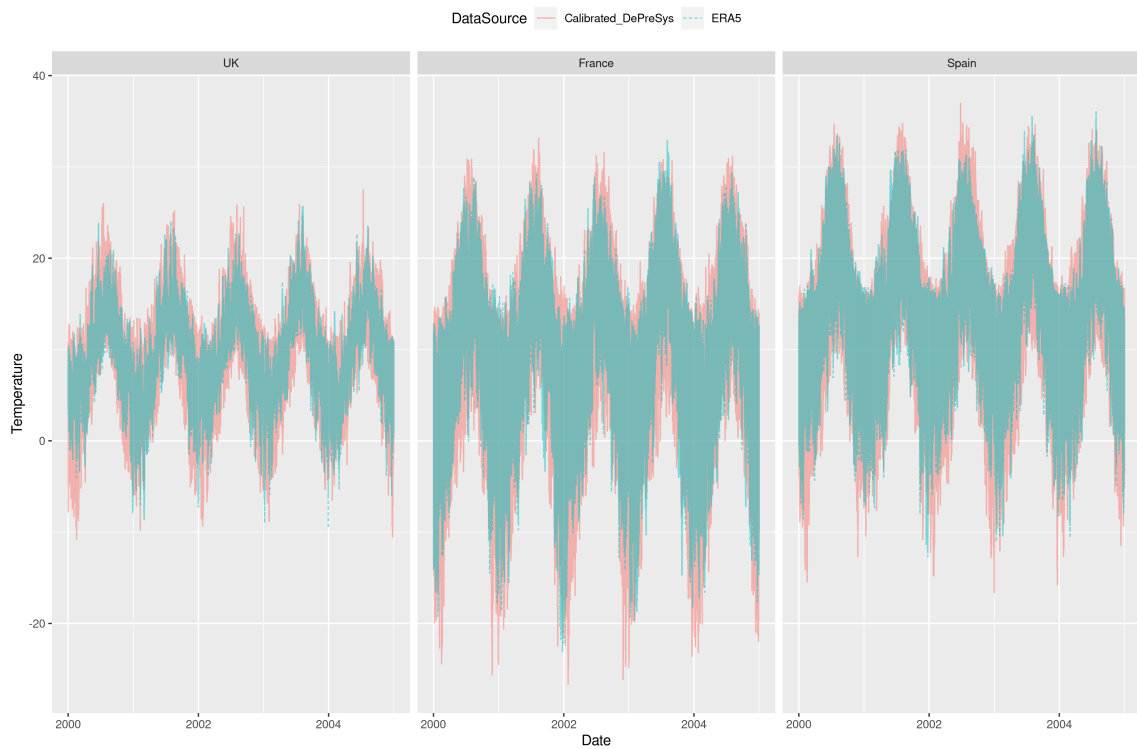 DataSource Calibrated_DePreSys ERA5
UK France Spain
40
20
0
-20
Temperature
2000 2002 2004 2000 2002 2004 2000 2002 2004
Date